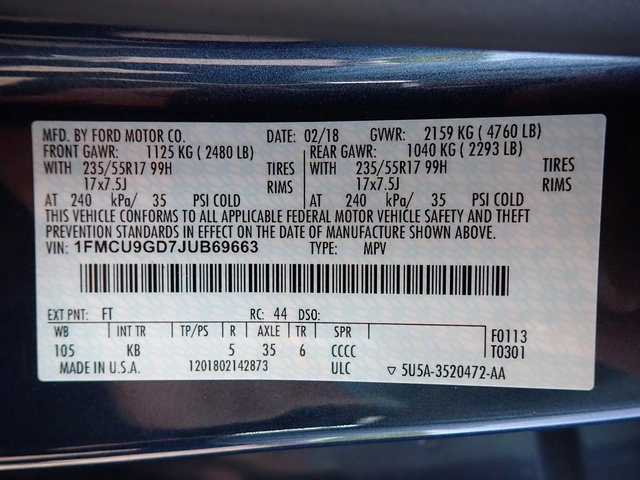 MFD. BY FORD MOTOR CO. DATE: 02/18 GVWR: 2159 KG ( 4760 LB)
FRONT GAWR: 1125 KG ( 2480 LB) REAR GAWR: 1040 KG ( 2293 LB)
WITH 235/55R17 99H TIRES WITH 235/55R17 99H TIRES
17x7.5J RIMS 17x7.5J RIMS
AT 240 kPa/ 35 PSI COLD AT 240 kPa/ 35 PSI COLD
THIS VEHICLE CONFORMS TO ALL APPLICABLE FEDERAL MOTOR VEHICLE SAFETY AND THEFT
PREVENTION STANDARDS IN EFFECT ON THE DATE OF MANUFACTURE SHOWN ABOVE.
VIN: 1FMCU9GD7JUB69663 TYPE: MPV
EXT PNT: FT RC: 44 DSO:
WB INT TR TP/PS R AXLE TR SPR F0113
105 KB 5 35 6 CCCC T0301
MADE IN U.S.A. 1201802142873 ULC ▽ 5U5A-3520472-AA